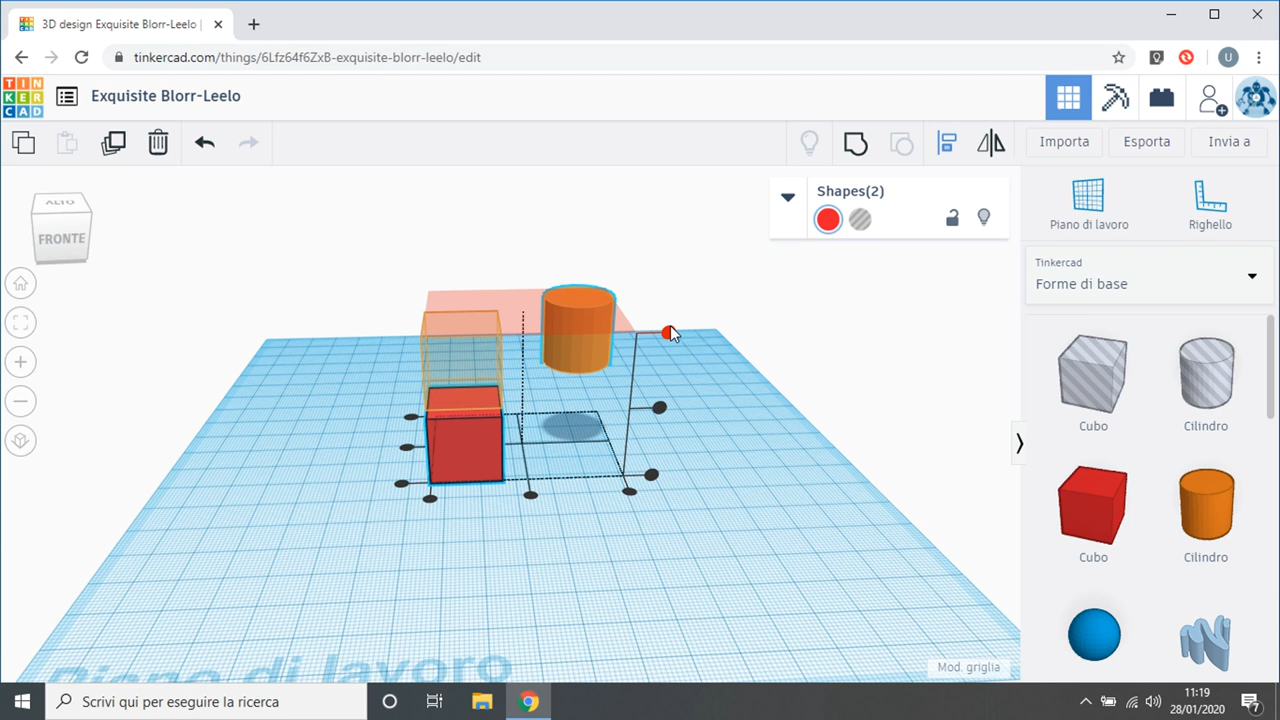 3D design Exquisite Blorr-Leelo |
tinkercad.com/things/6Lfz64f6ZxB-exquisite-blorr-leelo/edit
U
TIN
KER
CAD
Exquisite Blorr-Leelo
Importa
Esporta
Invia a
Shapes(2)
ALTO
FRONTE
Piano di lavoro
Righello
Tinkercad
Forme di base
Cubo
Cilindro
Cubo
Cilindro
Piano di lavoro
Mod. griglia
Scrivi qui per eseguire la ricerca
11:19
28/01/2020
7